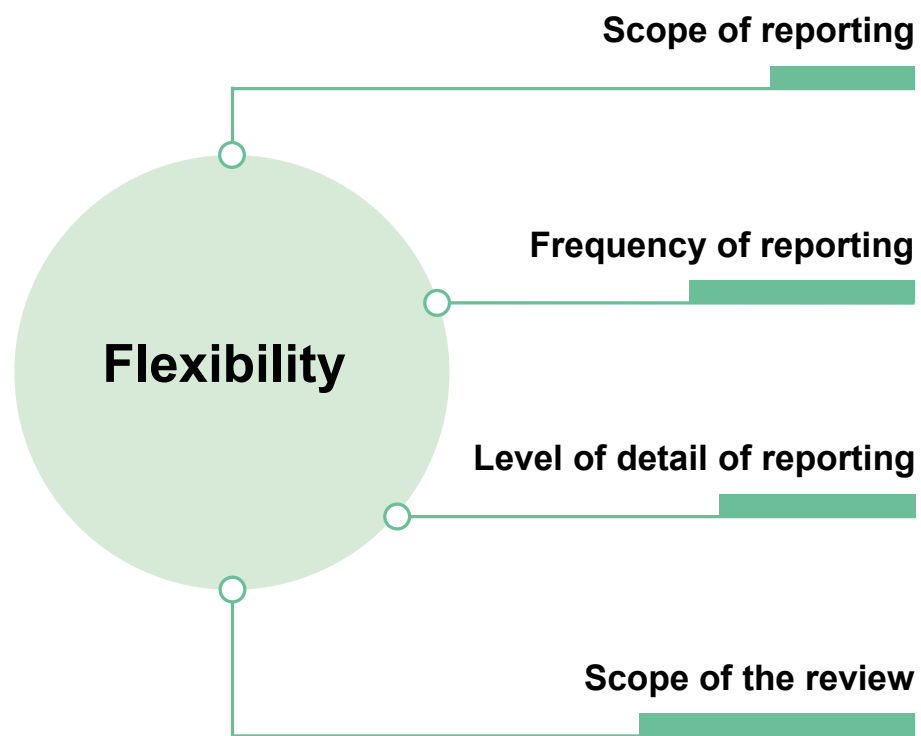 Scope of reporting
Frequency of reporting
Flexibility
Level of detail of reporting
Scope of the review